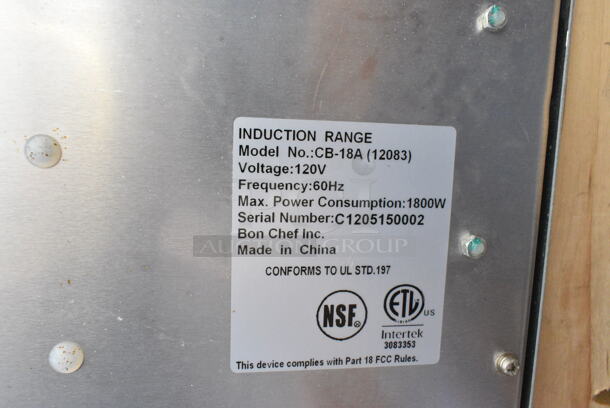 INDUCTION RANGE
Model No.:CB-18A (12083)
Voltage:120V
Frequency:60Hz
Max. Power Consumption:1800W
Serial Number:C1205150002
Bon Chef Inc.
AUCTION GROUP
Made in China
CONFORMS TO UL STD.197
NSF®
ETL US
Intertek
3083353
This device complies with Part 18 FCC Rules.